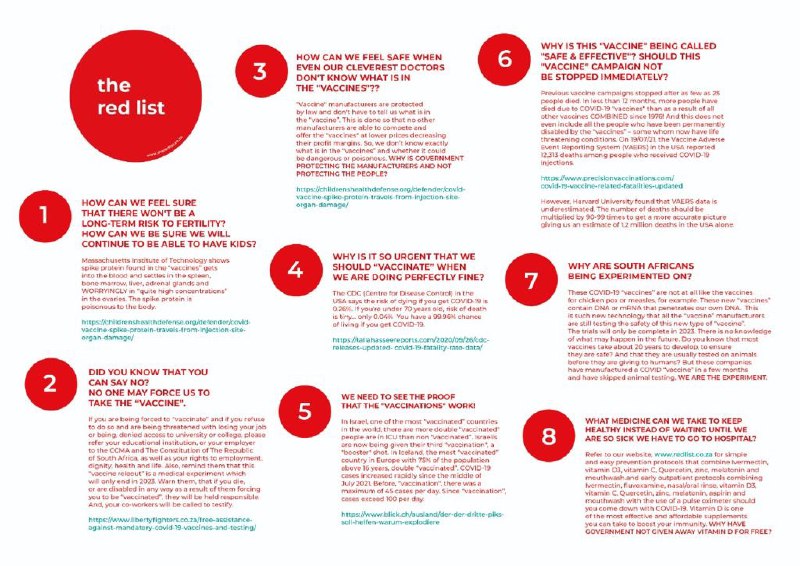 the
red list
1
HOW CAN WE FEEL SURE
THAT THERE WON'T BE A
LONG-TERM RISK TO FERTILITY?
HOW CAN WE BE SURE WE WILL
CONTINUE TO BE ABLE TO HAVE KIDS?
Massachusetts Institute of Technology shows
spike protein found in the "vaccines" gets
into the blood and settles in the spleen,
bone marrow, liver, adrenal glands and
WORRYINGLY in "quite high concentrations"
in the ovaries. The spike protein is
poisonous to the body.
https://childrenshealthdefense.org/defender/covid-
vaccine-spike-protein-travels-from-injection-site-
organ-damage/
2
DID YOU KNOW THAT YOU
CAN SAY NO?
NO ONE MAY FORCE US TO
TAKE THE "VACCINE".
If you are being forced to "vaccinate" and if you refuse
to do so and are being threatened with losing your job
or being denied access to university or college, please
refer your education institution, or your employer
to the CCMA and The Constitution of The Republic
of South Africa, as well as your rights to employment,
dignity, health and life. Also, remind them that this
"vaccine rollout" is a medical experiment which
will only end in 2023. Warn them, that if you die,
or are disabled in any way as a result of them forcing
you to be "vaccinated", they will be held responsible.
And, your co-workers will be called to testify.
https://www.libertyfighters.co.za/free-assistance-
against-mandatory-covid-19-vaccines-and-testing/
3
HOW CAN WE FEEL SAFE WHEN
EVEN OUR CLEVEREST DOCTORS
DON'T KNOW WHAT IS IN
THE "VACCINES"??
"Vaccine" manufacturers are protected
by law and don't have to tell us what is in
the "vaccine". This is done so that no other
manufacturers are able to compete and
offer the "vaccines" at lower prices decreasing
their profit margins. So, we don't know exactly
what is in the "vaccines" and whether it could
be dangerous or poisonous. WHY IS GOVERNMENT
PROTECTING THE MANUFACTURERS AND NOT
PROTECTING THE PEOPLE?
https://childrenshealthdefense.org/defender/covid-
vaccine-spike-protein-travels-from-injection-site-
organ-damage/
4
WHY IS IT SO URGENT THAT WE
SHOULD "VACCINATE" WHEN
WE ARE DOING PERFECTLY FINE?
The CDC (Centre for Disease Control) in the
USA says the risk of dying if you get COVID-19 is
0.26%. If you're under 70 years old, risk of death
is tiny... only 0.04%. You have a 99.96% chance
of living if you get COVID-19.
https://tallahasseereports.com/2020/09/26/cdc-
releases-updated- covid-fatality-rate-data/
5
WE NEED TO SEE THE PROOF
THAT THE "VACCINATIONS" WORK!
In Israel, one of the most "vaccinated" countries
in the world, there are more double "vaccinated"
people are in ICU than non "vaccinated". Israelis
are now being given their third "vaccination", a
"booster" shot. In Iceland, the most "vaccinated"
country in Europe with 75% of the population
above 16 years, double "vaccinated". COVID-19
cases increased rapidly since the middle of
July 2021. Before, "vaccination", there was a
maximum of 45 cases per day. Since "vaccination",
cases exceed 100 per day.
https://www.blick.ch/ausland/der-der-dritte-piks-
soll-helfen-warum-explodiere
6
WHY IS THIS "VACCINE" BEING CALLED
"SAFE & EFFECTIVE"? SHOULD THIS
"VACCINE" CAMPAIGN NOT
BE STOPPED IMMEDIATELY?
Previous vaccine campaigns stopped after as few as 25
people died. In less than 12 months, more people have
died due to COVID-19 "vaccines" than as a result of all
other vaccines COMBINED since 1976! And this does not
even include all the people who have been permanently
disabled by the "vaccines" – some whom now have life
threatening conditions. On 19/07/21, the Vaccine Adverse
Event Reporting System (VAERS) in the USA reported
12,313 deaths among people who received COVID-19
injections.
https://www.precisionvaccinations.com/
covid-19-vaccine-related-fatalities-updated
However, Harvard University found that VAERS data is
underestimated. The number of deaths should be
multiplied by 90-99 times to get a more accurate picture
giving us an estimate of 1.2 million deaths in the USA alone.
7
WHY ARE SOUTH AFRICANS
BEING EXPERIMENTED ON?
These COVID-19 "vaccines" are not at all like the vaccines
for chicken pox or measles, for example. These new "vaccines"
contain DNA or mRNA that penetrates our own DNA. This
is such new technology that all the "vaccine" manufacturers
are still testing the safety of this new type of "vaccine".
The trials will only be complete in 2023. There is no knowledge
of what may happen in the future. Do you know that most
vaccines take about 20 years to develop, to ensure
they are safe? And that they are usually tested on animals
before they are giving to humans? But these companies
have manufactured a COVID "vaccine" in a few months
and have skipped animal testing. WE ARE THE EXPERIMENT.
8
WHAT MEDICINE CAN WE TAKE TO KEEP
HEALTHY INSTEAD OF WAITING UNTIL WE
ARE SO SICK WE HAVE TO GO TO HOSPITAL?
Refer to our website, www.redlist.co.za for simple
and easy prevention protocols that combine Ivermectin,
vitamin D3, vitamin C, Quercetin, zinc, melatonin and
mouthwash and early outpatient protocols combining
Ivermectin, fluvoxamine, nasal/oral rinse, vitamin D3,
vitamin C, Quercetin, zinc, melatonin, aspirin and
mouthwash with the use of a pulse oximeter should
you come down with COVID-19. Vitamin D is one
of the most effective and affordable supplements
you can take to boost your immunity. WHY HAVE
GOVERNMENT NOT GIVEN AWAY VITAMIN D FOR FREE?